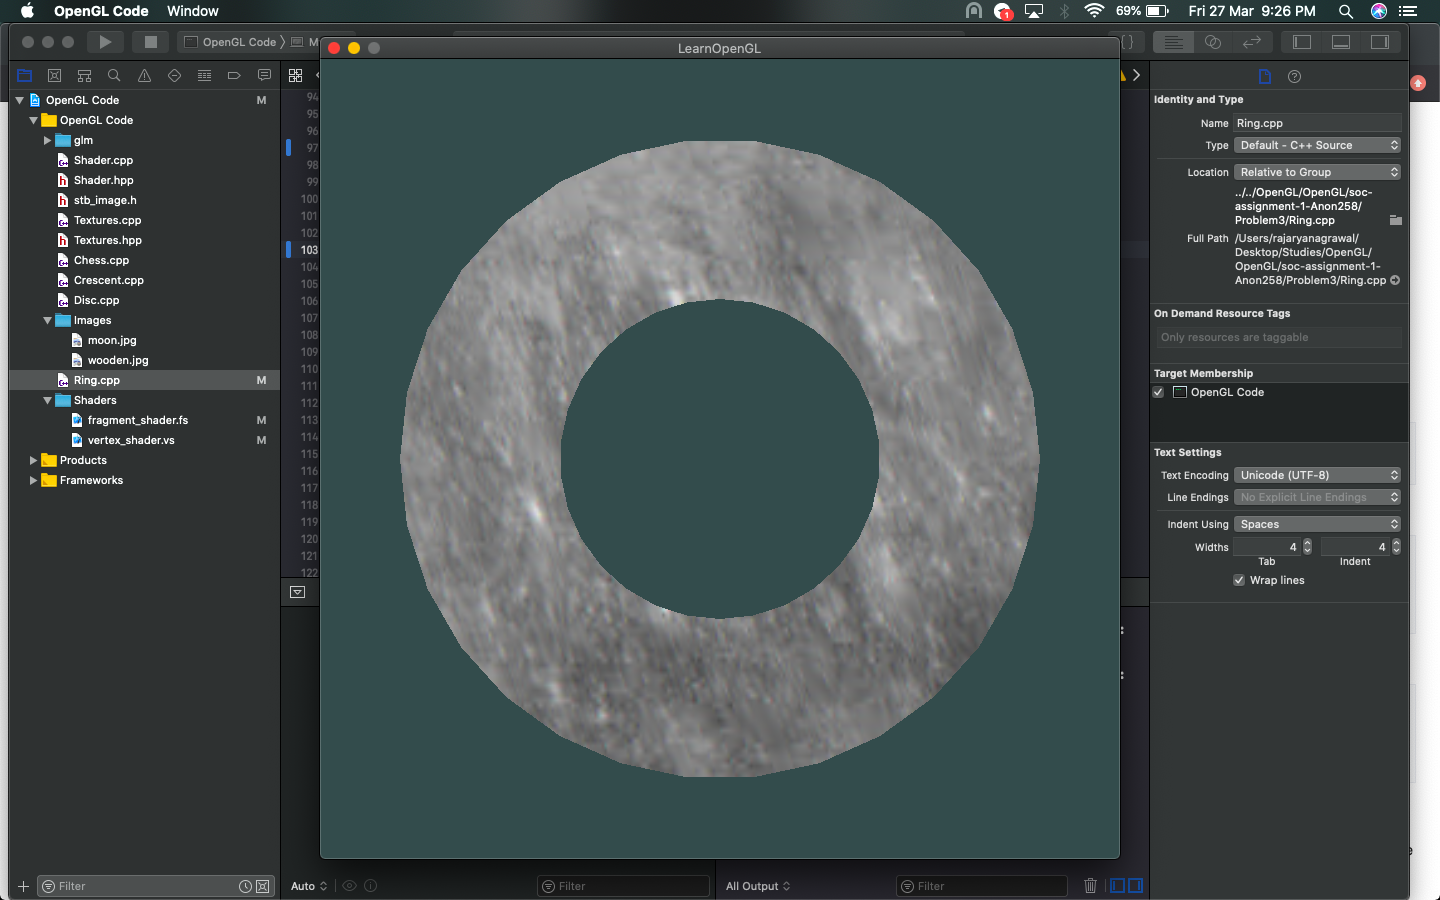 OpenGL Code Window
1
69% Fri 27 Mar 9:26 PM
OpenGL Code M
LearnOpenGL
{}
OpenGL Code M
OpenGL Code
glm
Shader.cpp
Shader.hpp
stb_image.h
Textures.cpp
Textures.hpp
Chess.cpp
Crescent.cpp
Disc.cpp
Images
moon.jpg
wooden.jpg
Ring.cpp M
Shaders
fragment_shader.fs M
vertex_shader.vs M
Products
Frameworks
Filter
94
95
96
97
98
99
100
101
102
103
104
105
106
107
108
109
110
111
112
113
114
115
116
117
118
119
120
121
122
Auto
Filter
All Output
Filter
Identity and Type
Name Ring.cpp
Type Default - C++ Source
Location Relative to Group
../../OpenGL/OpenGL/soc-
assignment-1-Anon258/
Problem3/Ring.cpp
Full Path /Users/rajaryanagrawal/
Desktop/Studies/OpenGL/
OpenGL/soc-assignment-1-
Anon258/Problem3/Ring.cpp
On Demand Resource Tags
Only resources are taggable
Target Membership
OpenGL Code
Text Settings
Text Encoding Unicode (UTF-8)
Line Endings No Explicit Line Endings
Indent Using Spaces
Widths 4 4
Tab Indent
Wrap lines